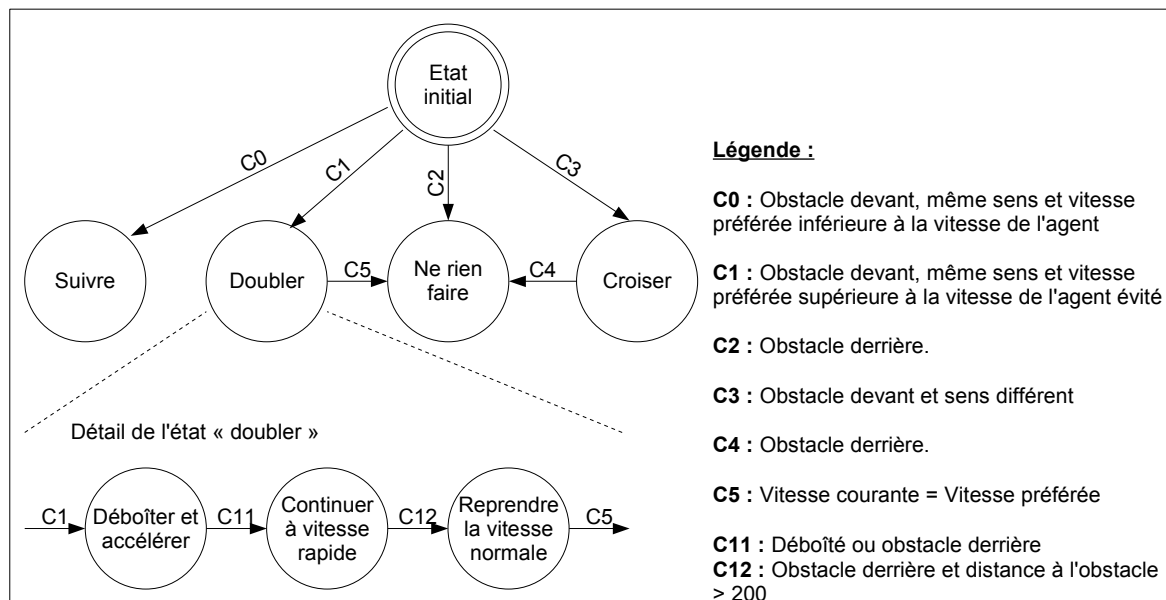 Etat
initial
C0
C1
C2
C3
Suivre
Doubler
C5
Ne rien
faire
C4
Croiser
Détail de l'état « doubler »
C1
Déboîter et
accélérer
C11
Continuer
à vitesse
rapide
C12
Reprendre
la vitesse
normale
C5
Légende :
C0 : Obstacle devant, même sens et vitesse
préférée inférieure à la vitesse de l'agent
C1 : Obstacle devant, même sens et vitesse
préférée supérieure à la vitesse de l'agent évité
C2 : Obstacle derrière.
C3 : Obstacle devant et sens différent
C4 : Obstacle derrière.
C5 : Vitesse courante = Vitesse préférée
C11 : Déboîté ou obstacle derrière
C12 : Obstacle derrière et distance à l'obstacle
> 200